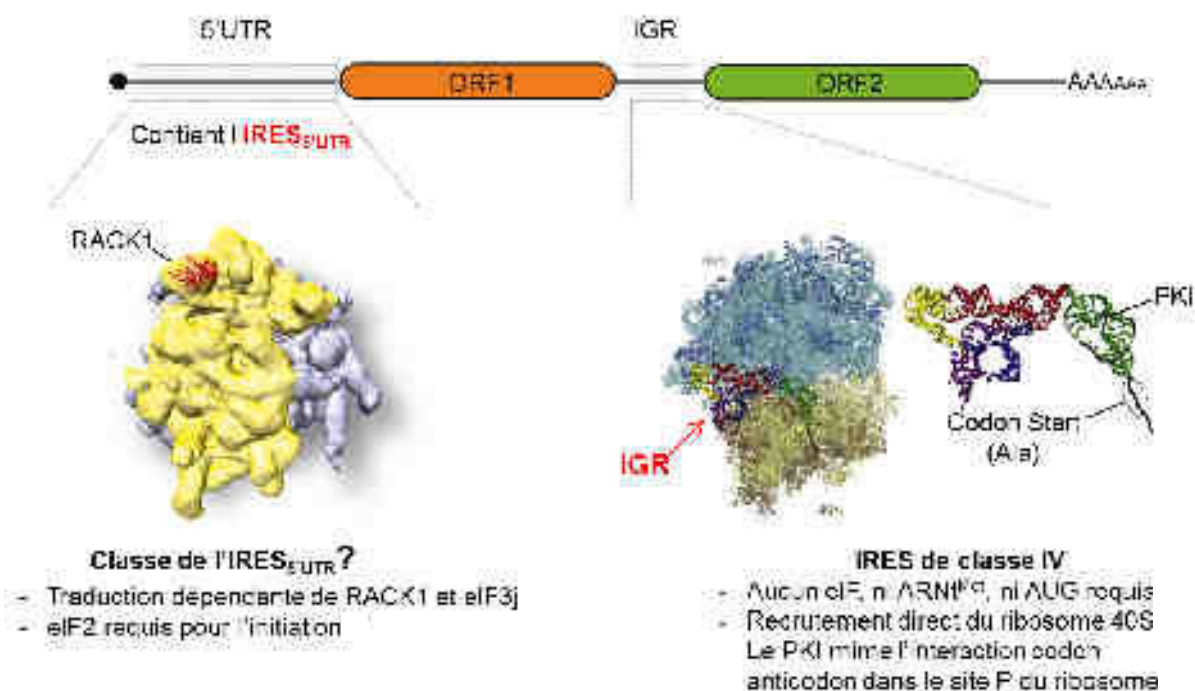 5'UTR
IGR
ORF1
ORF2
AAAAAA
Contient l'IRES5'UTR
RACK1
IGR
PKI
Codon Start
(Ala)
Classe de l'IRES5'UTR?
- Traduction dépendante de RACK1 et eIF3j
- eIF2 requis pour l'initiation
IRES de classe IV
- Aucun eIF, ni ARNtMet, ni AUG requis
- Recrutement direct du ribosome 40S
Le PKI mime l'interaction codon
anticodon dans le site P du ribosome